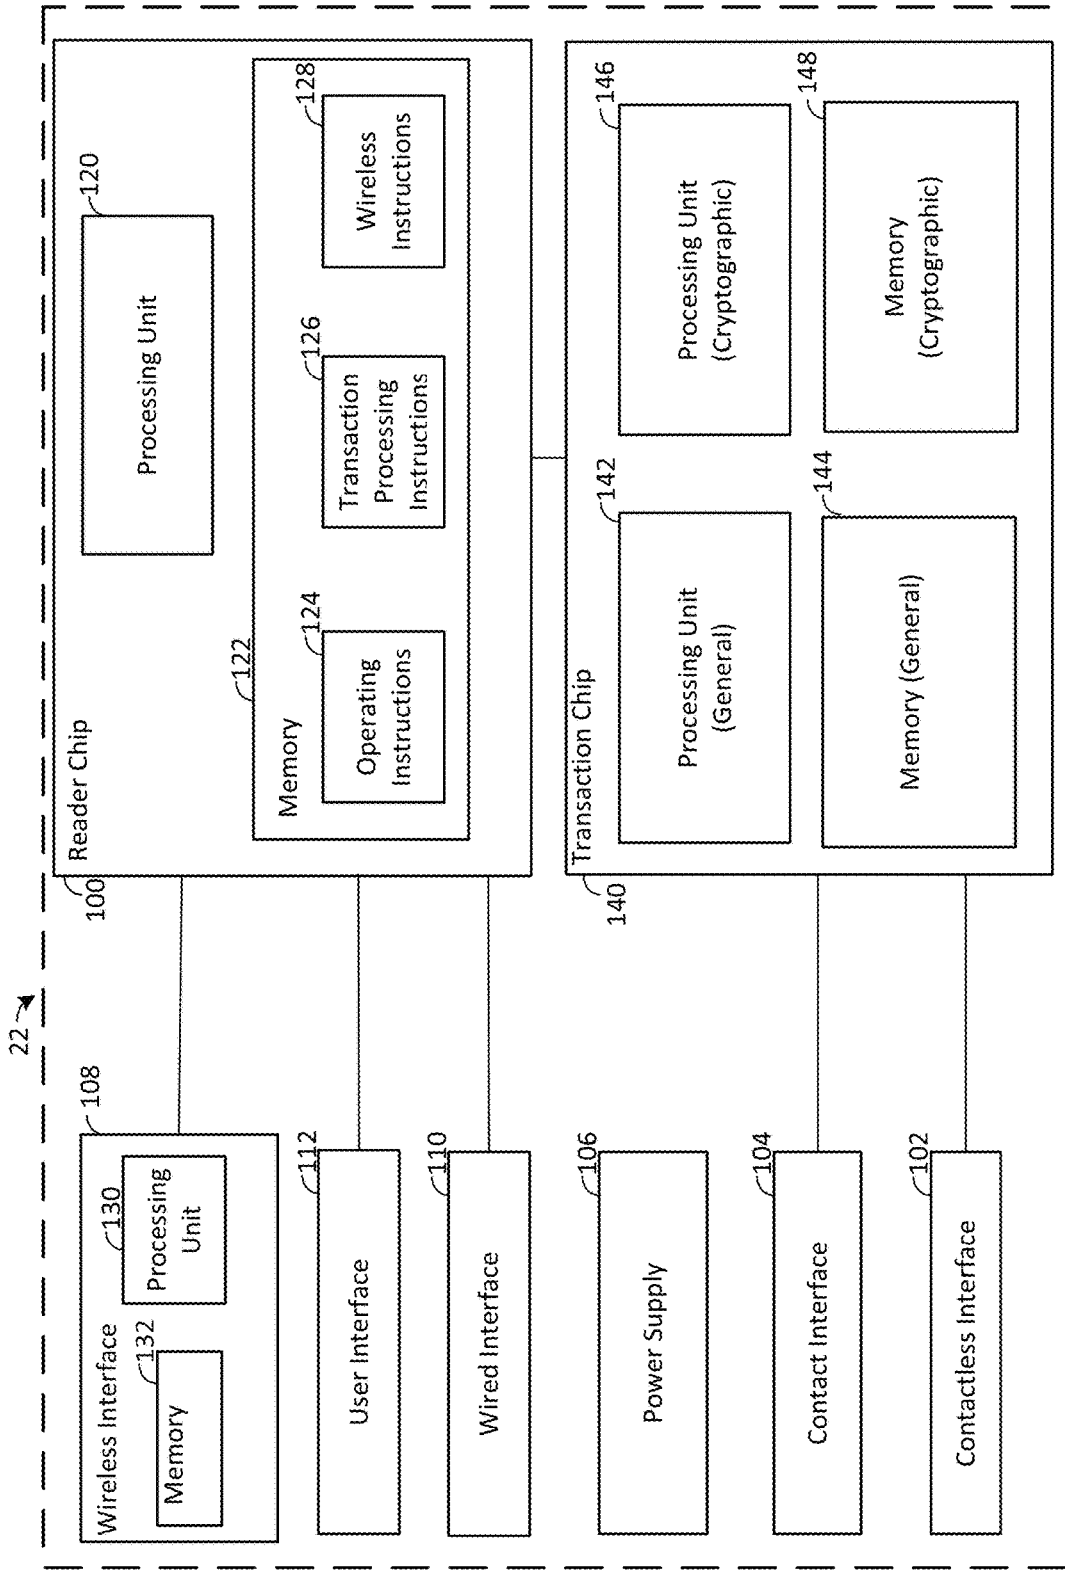 22
Wireless Interface
108
Memory
132
Processing
Unit
130
User Interface
112
Wired Interface
110
Power Supply
106
Contact Interface
104
Contactless Interface
102
Reader Chip
100
Processing Unit
120
Memory
122
Operating
Instructions
124
Transaction
Processing
Instructions
126
Wireless
Instructions
128
Transaction Chip
140
Processing Unit
(General)
142
Processing Unit
(Cryptographic)
146
Memory (General)
144
Memory
(Cryptographic)
148